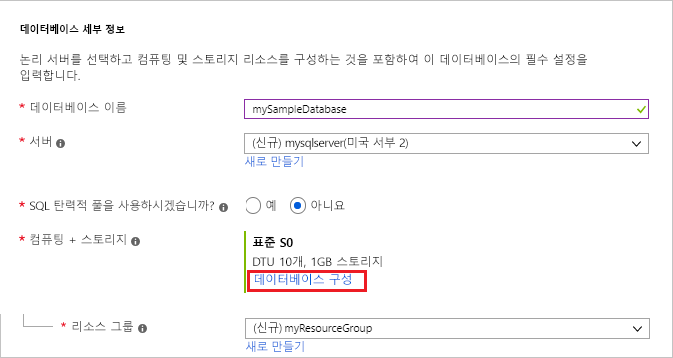 데이터베이스 세부 정보
논리 서버를 선택하고 컴퓨팅 및 스토리지 리소스를 구성하는 것을 포함하여 이 데이터베이스의 필수 설정을
입력합니다.
* 데이터베이스 이름
mySampleDatabase
* 서버
(신규) mysqlserver(미국 서부 2)
새로 만들기
* SQL 탄력적 풀을 사용하시겠습니까?
예
아니요
* 컴퓨팅 + 스토리지
표준 S0
DTU 10개, 1GB 스토리지
데이터베이스 구성
* 리소스 그룹
(신규) myResourceGroup
새로 만들기